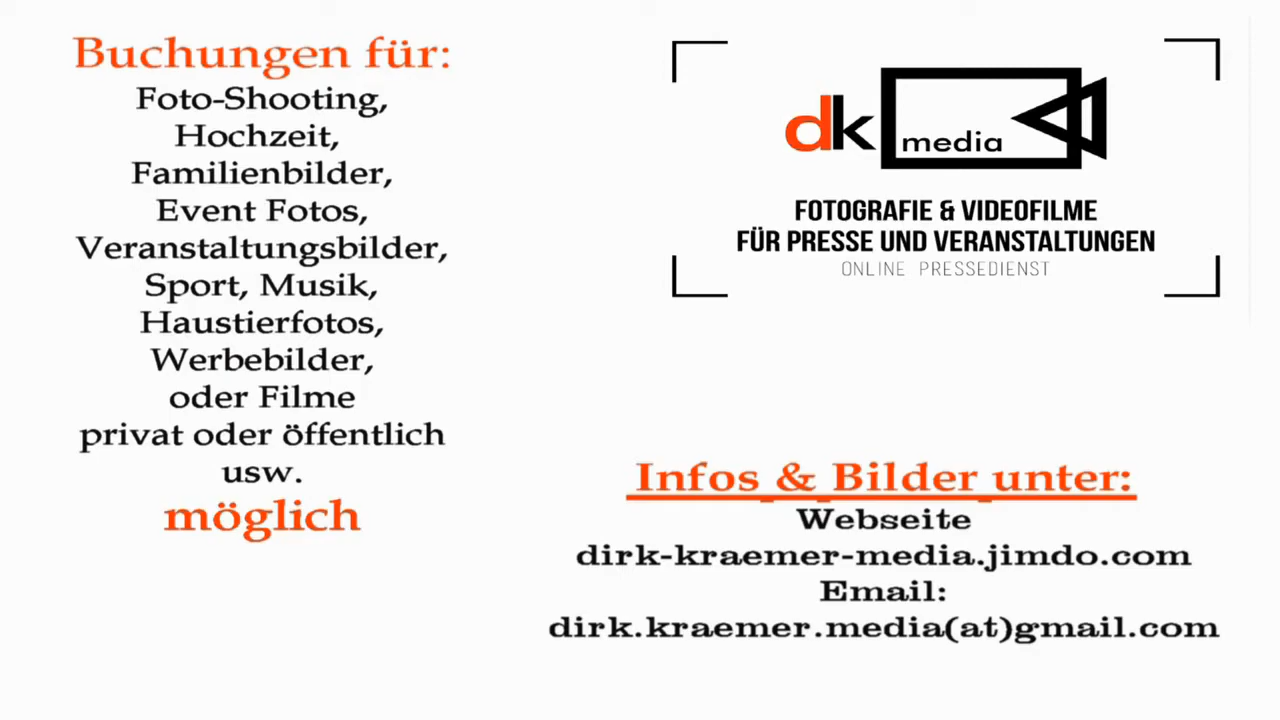 Buchungen für:
Foto-Shooting,
Hochzeit,
Familienbilder,
Event Fotos,
Veranstaltungsbilder,
Sport, Musik,
Haustierfotos,
Werbebilder,
oder Filme
privat oder öffentlich
usw.
möglich
dk media
FOTOGRAFIE & VIDEOFILME
FÜR PRESSE UND VERANSTALTUNGEN
ONLINE PRESSEDIENST
Infos & Bilder unter:
Webseite
dirk-kraemer-media.jimdo.com
Email:
dirk.kraemer.media(at)gmail.com